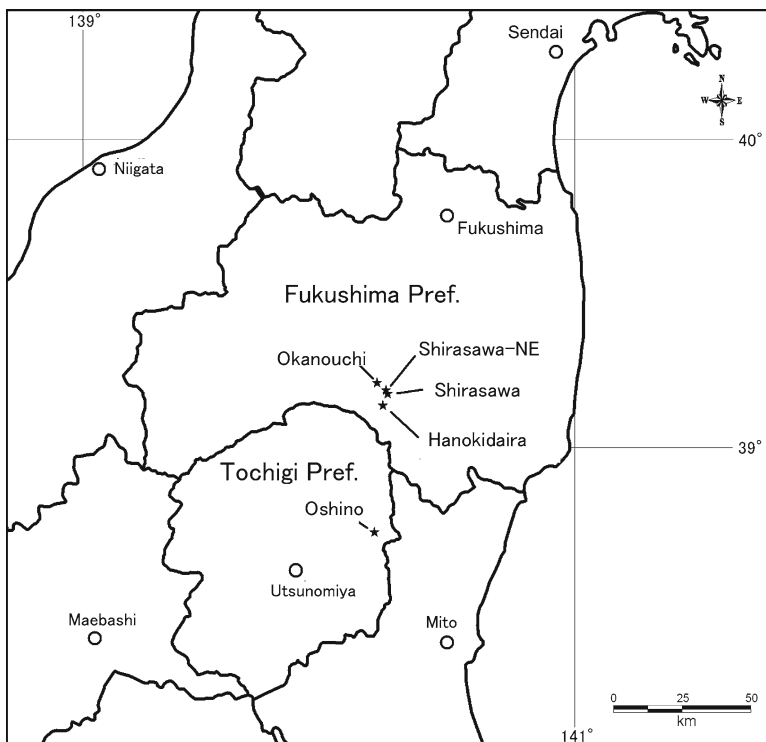 139°
Sendai
N
W E
S
40°
Niigata
Fukushima
Fukushima Pref.
Shirasawa-NE
Okanouchi
Shirasawa
Hanokidaira
39°
Tochigi Pref.
Oshino
Utsunomiya
Maebashi
Mito
0 25 50
km
141°